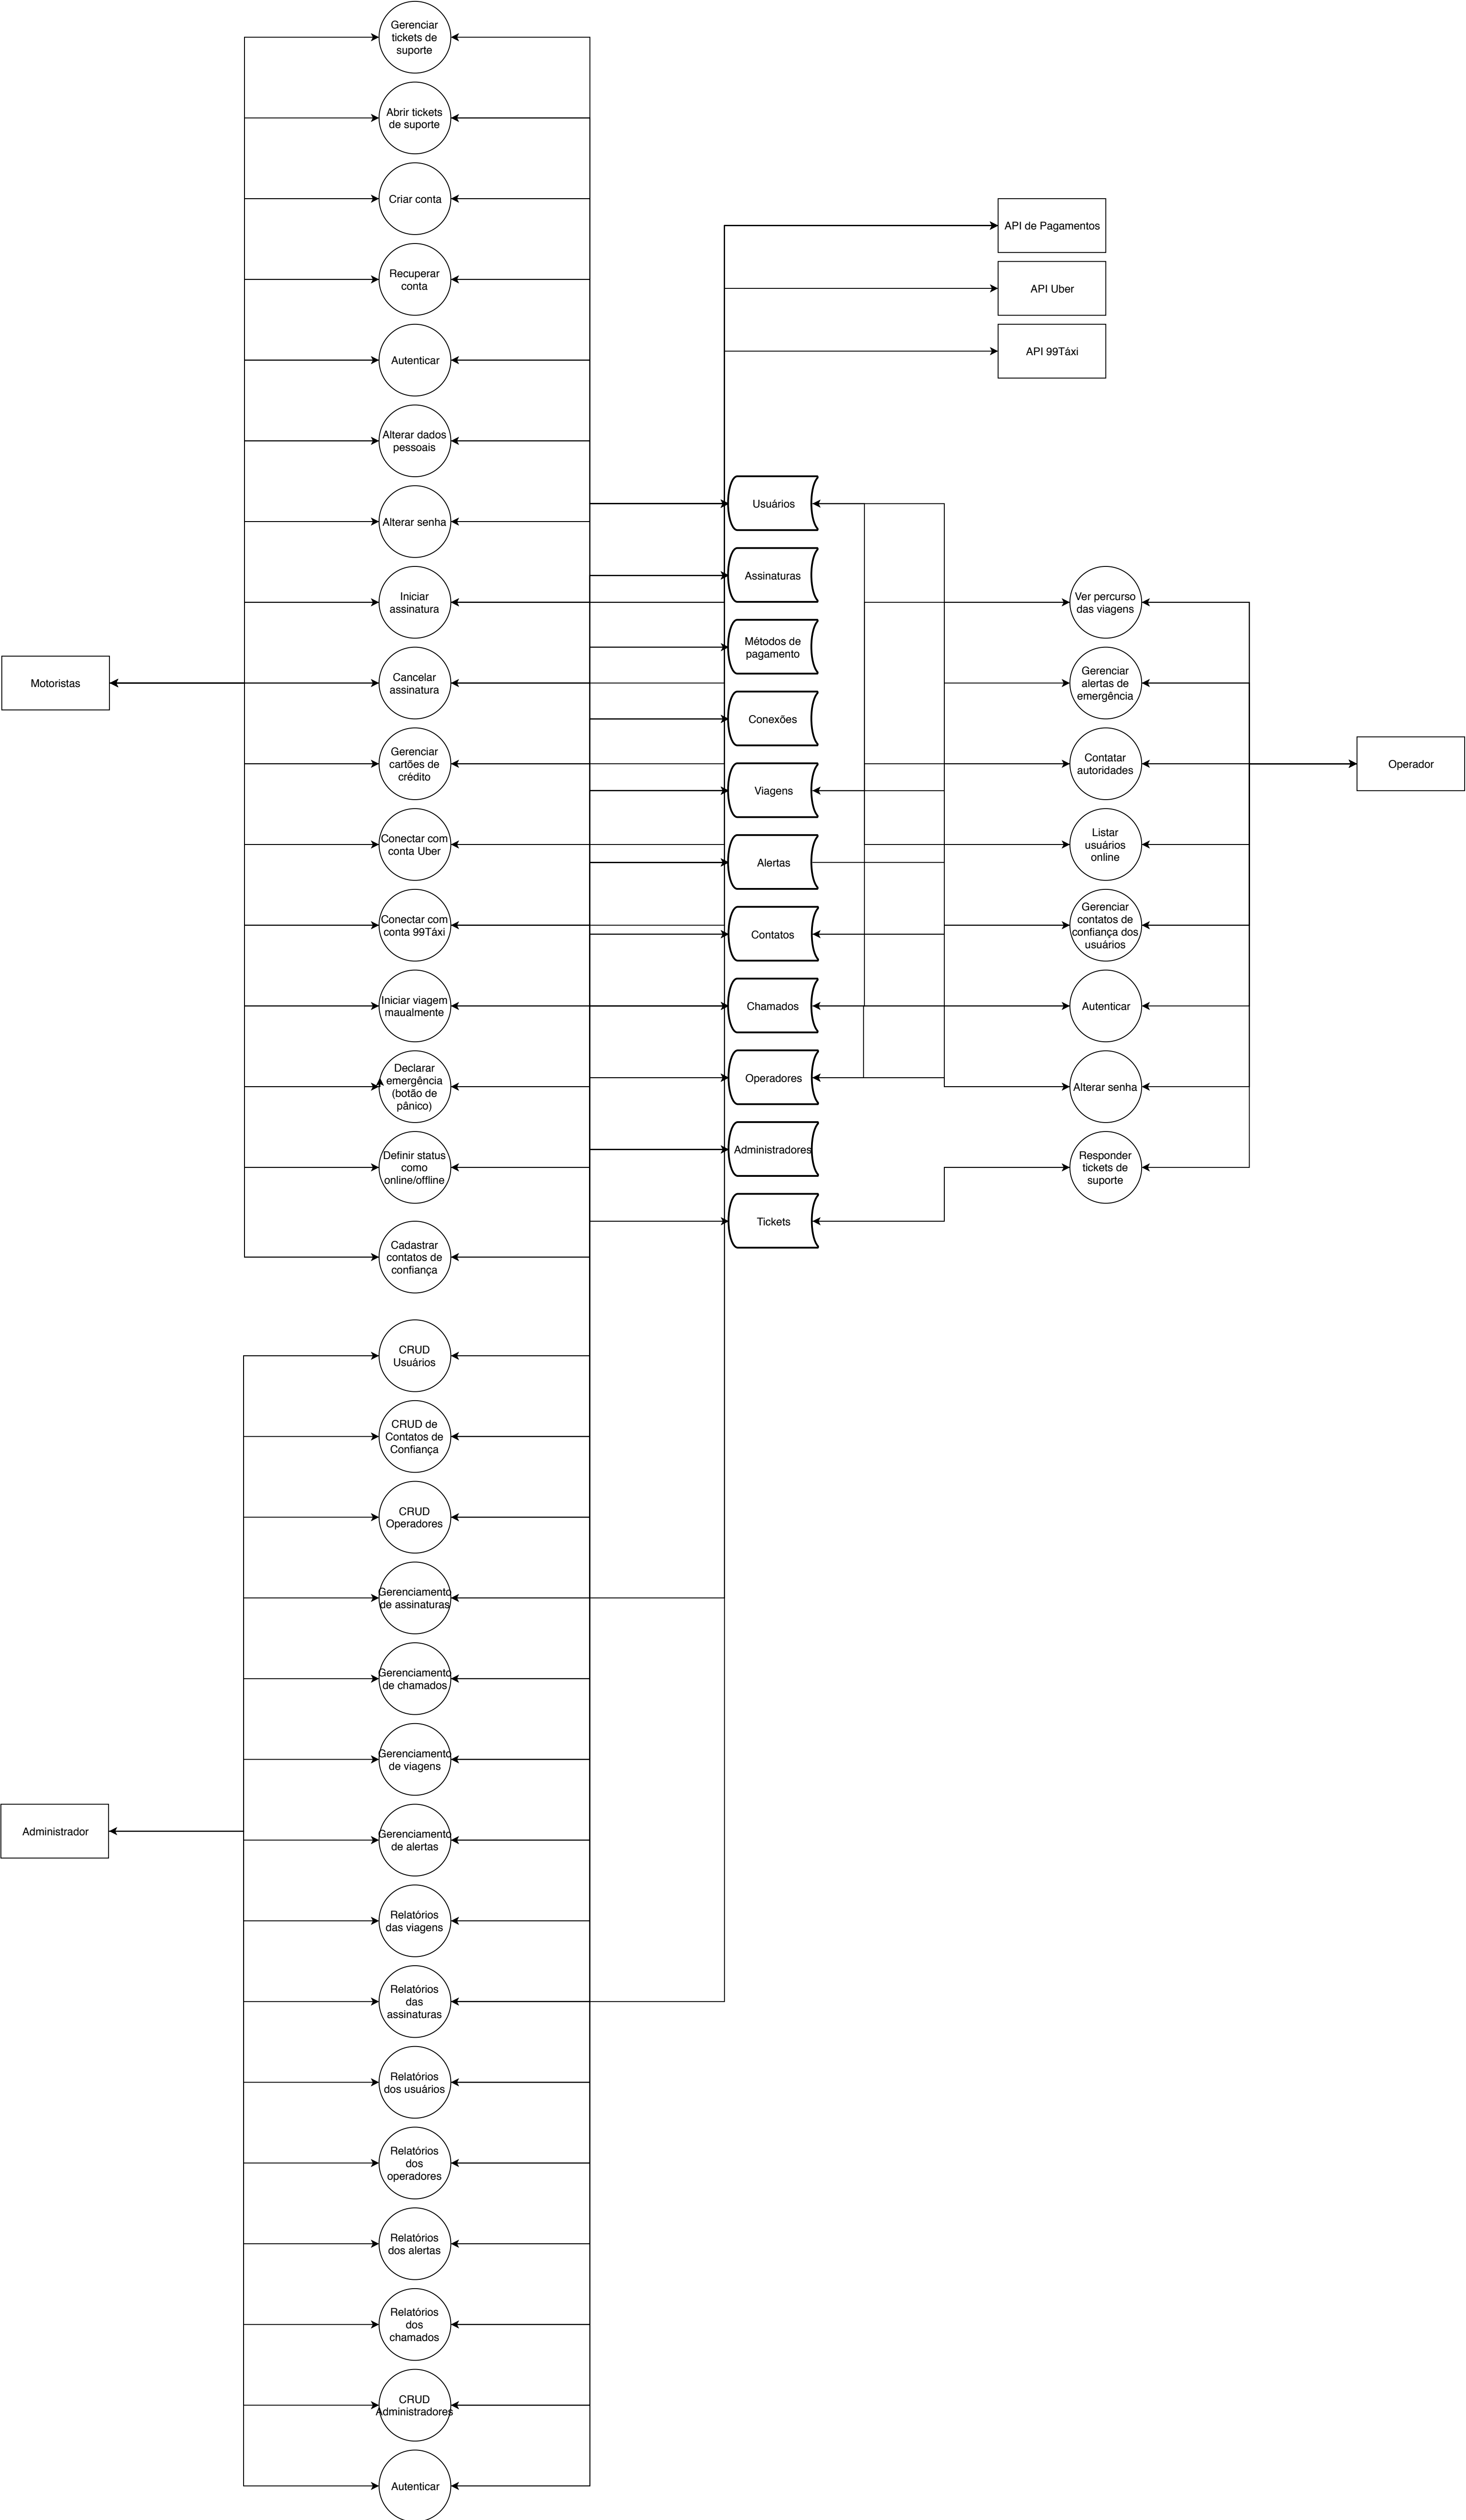 Gerenciar
tickets de
suporte
Abrir tickets
de suporte
Criar conta
Recuperar
conta
Autenticar
Alterar dados
pessoais
Alterar senha
Iniciar
assinatura
Cancelar
assinatura
Gerenciar
cartões de
crédito
Conectar com
conta Uber
Conectar com
conta 99Táxi
Iniciar viagem
maualmente
Declarar
emergência
(botão de
pânico)
Definir status
como
online/offline
Cadastrar
contatos de
confiança
Motoristas
API de Pagamentos
API Uber
API 99Táxi
Usuários
Assinaturas
Métodos de
pagamento
Conexões
Viagens
Alertas
Contatos
Chamados
Operadores
Administradores
Tickets
Ver percurso
das viagens
Gerenciar
alertas de
emergência
Contatar
autoridades
Listar
usuários
online
Gerenciar
contatos de
confiança dos
usuários
Autenticar
Alterar senha
Responder
tickets de
suporte
Operador
CRUD
Usuários
CRUD de
Contatos de
Confiança
CRUD
Operadores
Gerenciamento
de assinaturas
Gerenciamento
de chamados
Gerenciamento
de viagens
Gerenciamento
de alertas
Relatórios
das viagens
Relatórios
das
assinaturas
Relatórios
dos usuários
Relatórios
dos
operadores
Relatórios
dos alertas
Relatórios
dos
chamados
CRUD
Administradores
Autenticar
Administrador